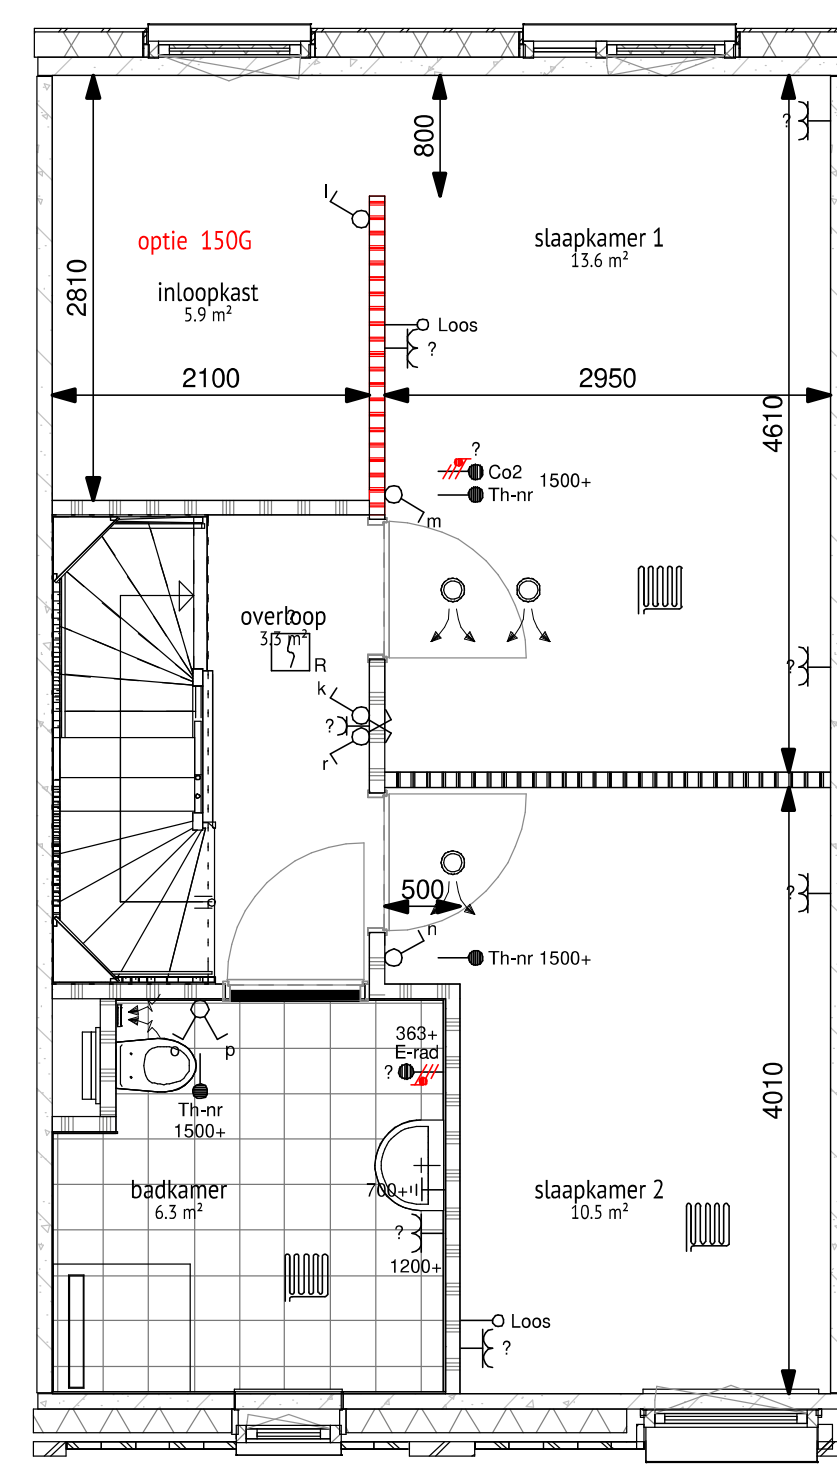 800
?
l
optie 150G
slaapkamer 1
13.6 m²
inloopkast
5.9 m²
2810
Loos
?
2100
2950
4610
?
Co2
1500+
Th-nr
m
overloop
?
3.3 m²
R
k
?
?
r
500
?
n
Th-nr 1500+
o
p
363+
E-rad
?
Th-nr
1500+
4010
badkamer
6.3 m²
700+
slaapkamer 2
10.5 m²
?
1200+
Loos
?